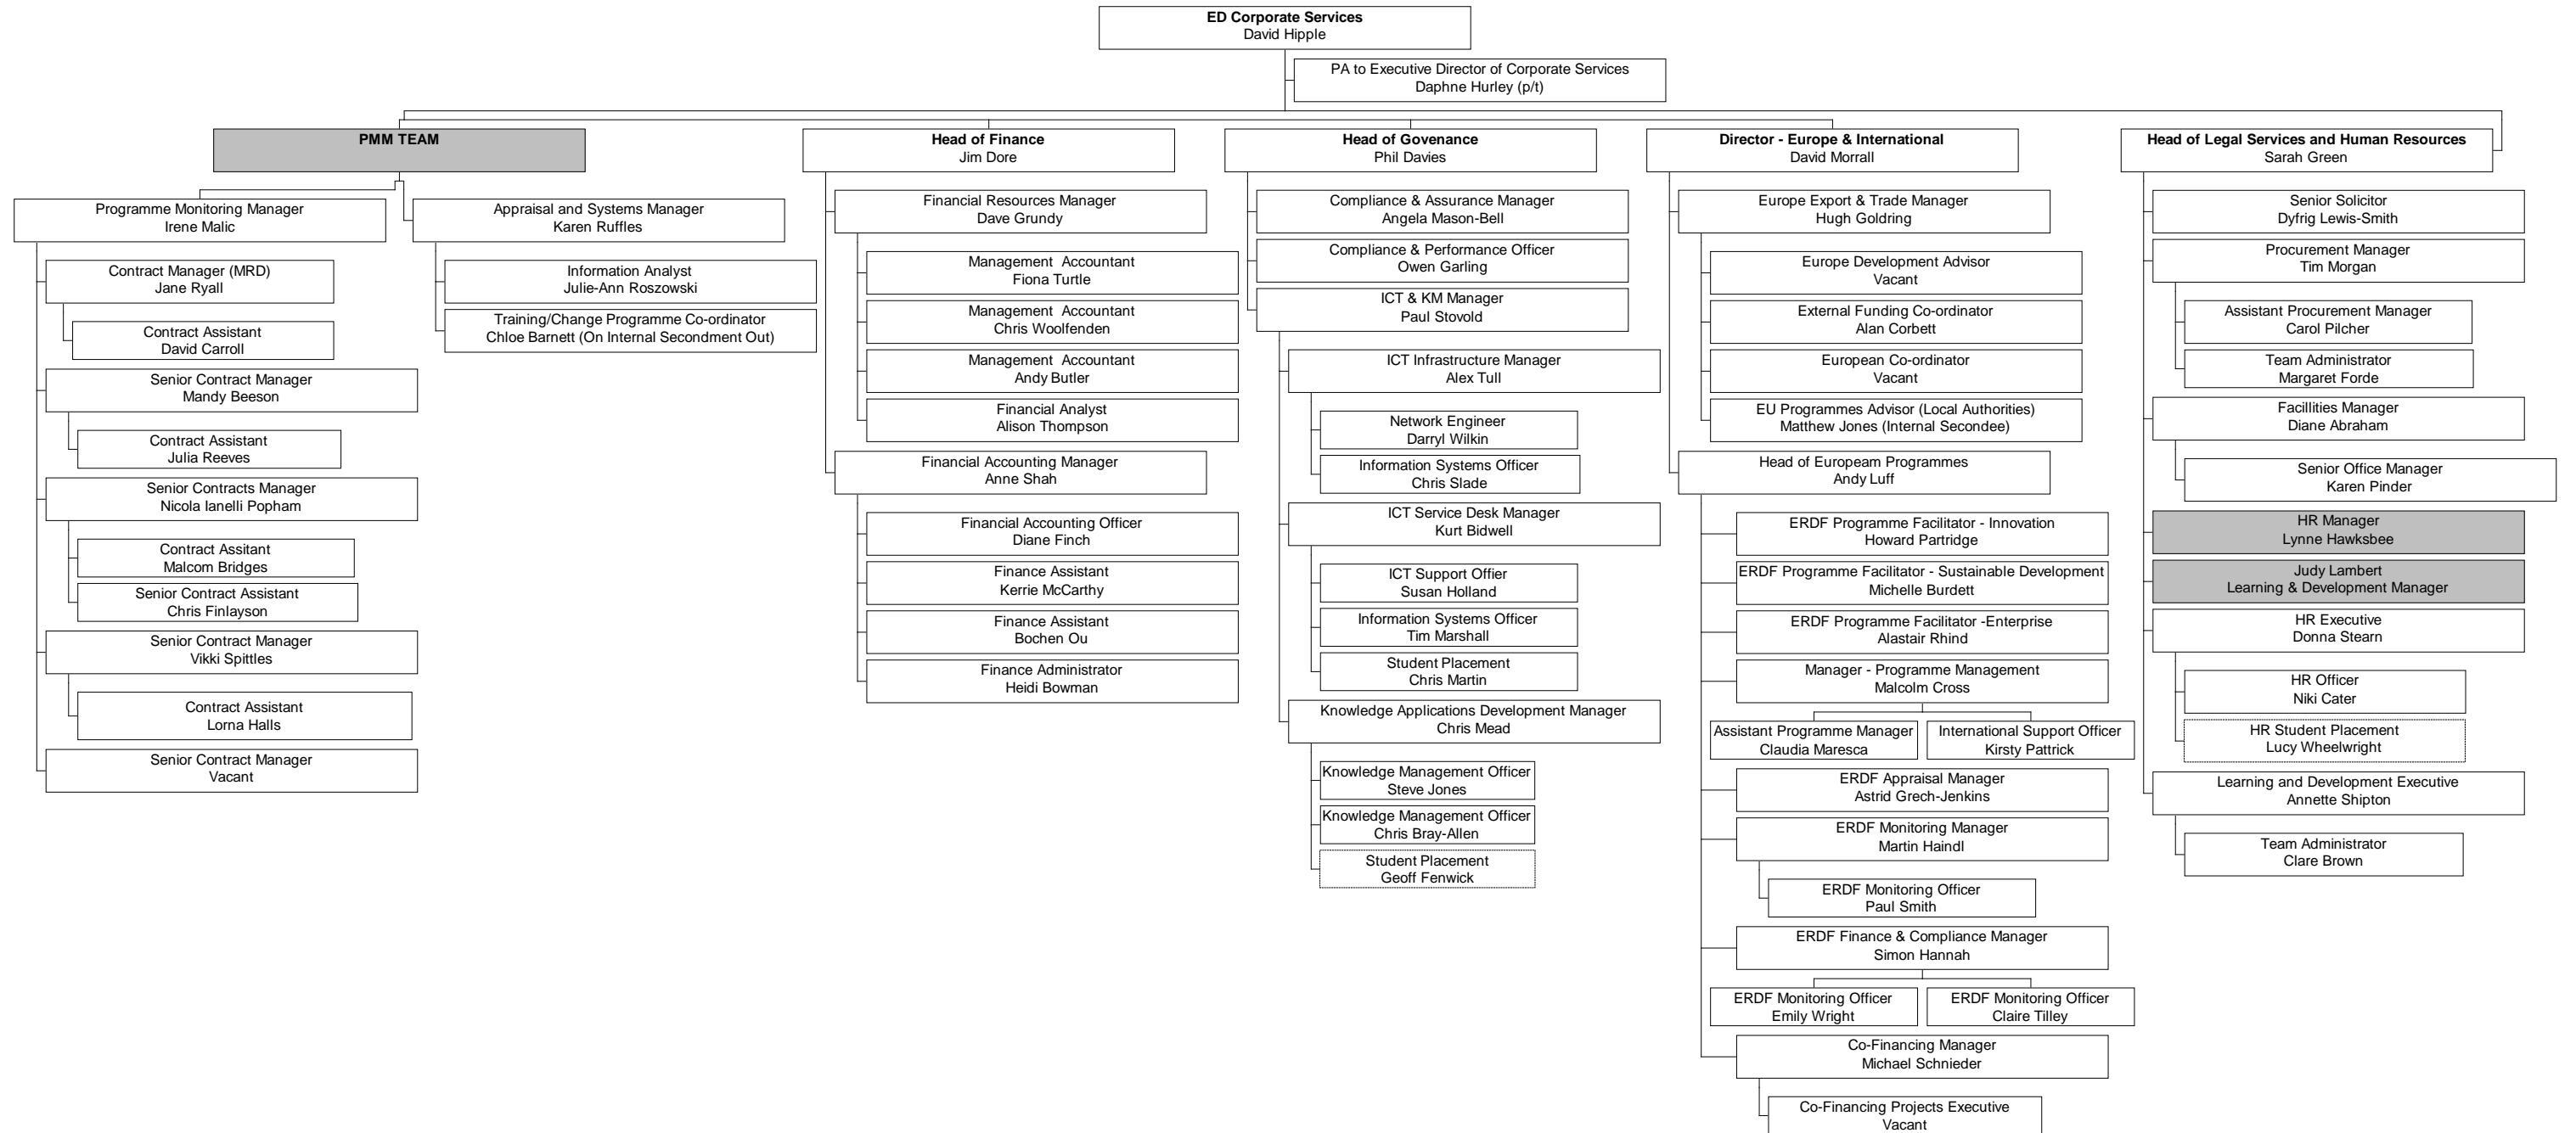 ED Corporate Services
David Hipple
PA to Executive Director of Corporate Services
Daphne Hurley (p/t)
PMM TEAM
Programme Monitoring Manager
Irene Malic
Contract Manager (MRD)
Jane Ryall
Contract Assistant
David Carroll
Senior Contract Manager
Mandy Beeson
Contract Assistant
Julia Reeves
Senior Contracts Manager
Nicola Ianelli Popham
Contract Assitant
Malcom Bridges
Senior Contract Assistant
Chris Finlayson
Senior Contract Manager
Vikki Spittles
Contract Assistant
Lorna Halls
Senior Contract Manager
Vacant
Appraisal and Systems Manager
Karen Ruffles
Information Analyst
Julie-Ann Roszowski
Training/Change Programme Co-ordinator
Chloe Barnett (On Internal Secondment Out)
Head of Finance
Jim Dore
Financial Resources Manager
Dave Grundy
Management  Accountant
Fiona Turtle
Management  Accountant
Chris Woolfenden
Management  Accountant
Andy Butler
Financial Analyst
Alison Thompson
Financial Accounting Manager
Anne Shah
Financial Accounting Officer
Diane Finch
Finance Assistant
Kerrie McCarthy
Finance Assistant
Bochen Ou
Finance Administrator
Heidi Bowman
Head of Govenance
Phil Davies
Compliance & Assurance Manager
Angela Mason-Bell
Compliance & Performance Officer
Owen Garling
ICT & KM Manager
Paul Stovold
ICT Infrastructure Manager
Alex Tull
Network Engineer
Darryl Wilkin
Information Systems Officer
Chris Slade
ICT Service Desk Manager
Kurt Bidwell
ICT Support Offier
Susan Holland
Information Systems Officer
Tim Marshall
Student Placement
Chris Martin
Knowledge Applications Development Manager
Chris Mead
Knowledge Management Officer
Steve Jones
Knowledge Management Officer
Chris Bray-Allen
Student Placement
Geoff Fenwick
Director - Europe & International
David Morrall
Europe Export & Trade Manager
Hugh Goldring
Europe Development Advisor
Vacant
External Funding Co-ordinator
Alan Corbett
European Co-ordinator
Vacant
EU Programmes Advisor (Local Authorities)
Matthew Jones (Internal Secondee)
Head of Europeam Programmes
Andy Luff
ERDF Programme Facilitator - Innovation
Howard Partridge
ERDF Programme Facilitator - Sustainable Development
Michelle Burdett
ERDF Programme Facilitator -Enterprise
Alastair Rhind
Manager - Programme Management
Malcolm Cross
Assistant Programme Manager
Claudia Maresca
International Support Officer
Kirsty Pattrick
ERDF Appraisal Manager
Astrid Grech-Jenkins
ERDF Monitoring Manager
Martin Haindl
ERDF Monitoring Officer
Paul Smith
ERDF Finance & Compliance Manager
Simon Hannah
ERDF Monitoring Officer
Emily Wright
ERDF Monitoring Officer
Claire Tilley
Co-Financing Manager
Michael Schnieder
Co-Financing Projects Executive
Vacant
Head of Legal Services and Human Resources
Sarah Green
Senior Solicitor
Dyfrig Lewis-Smith
Procurement Manager
Tim Morgan
Assistant Procurement Manager
Carol Pilcher
Team Administrator
Margaret Forde
Facillities Manager
Diane Abraham
Senior Office Manager
Karen Pinder
HR Manager
Lynne Hawksbee
Judy Lambert
Learning & Development Manager
HR Executive
Donna Stearn
HR Officer
Niki Cater
HR Student Placement
Lucy Wheelwright
Learning and Development Executive
Annette Shipton
Team Administrator
Clare Brown